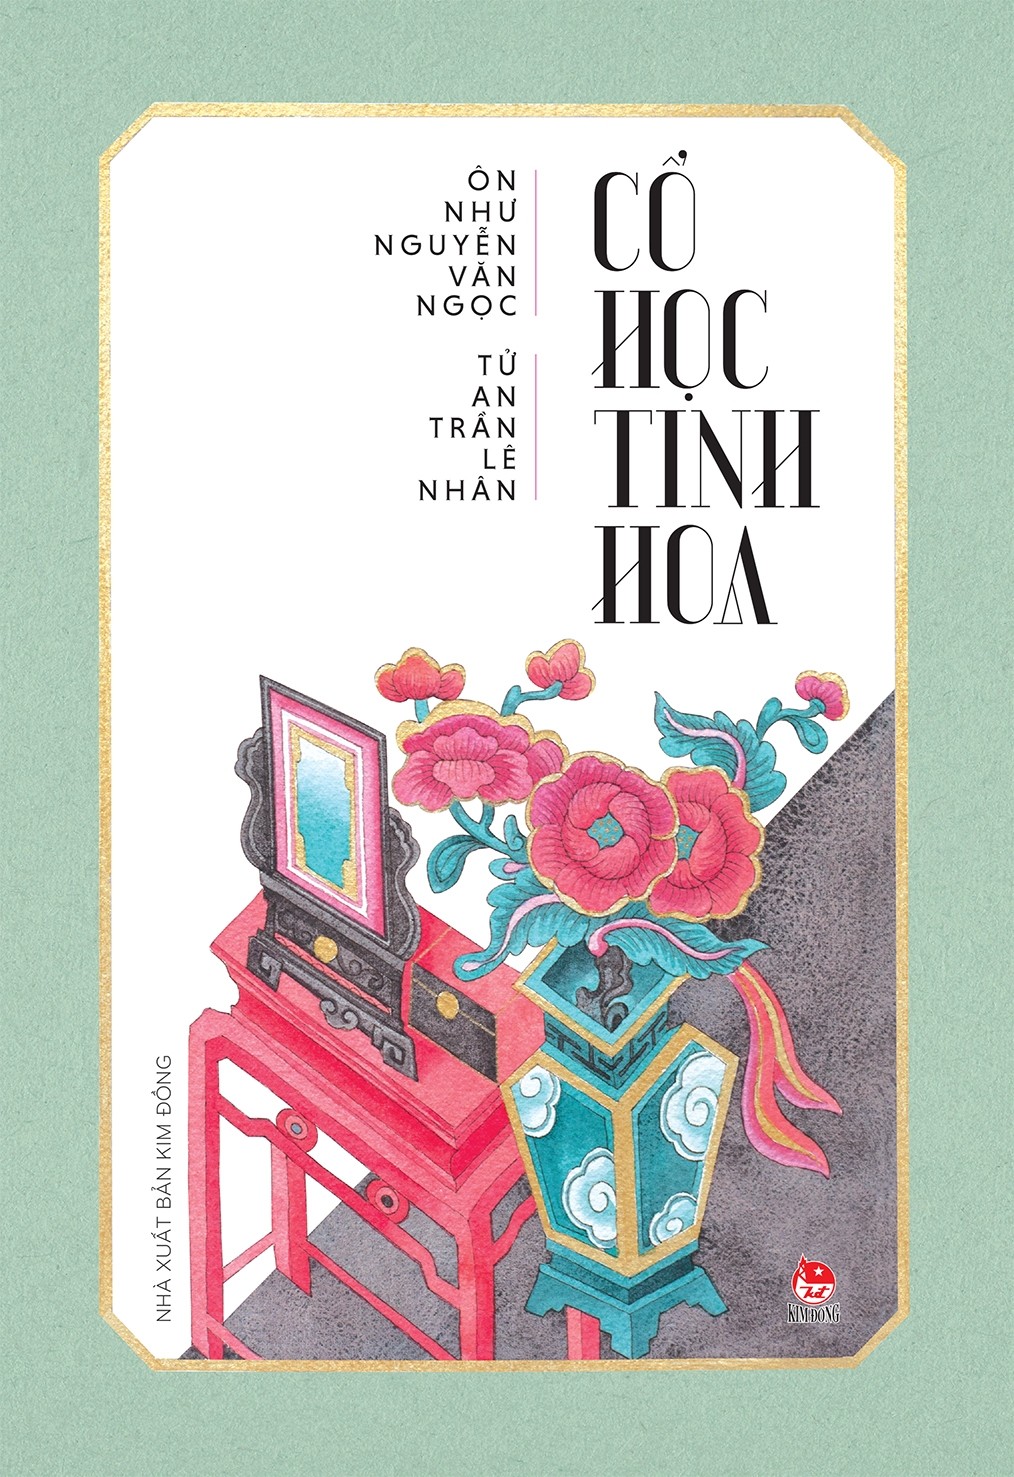 CỔ
HỌC
TINH
HOA
ÔN
NHƯ
NGUYỄN
VĂN
NGỌC
TỬ
AN
TRẦN
LÊ
NHÂN
NHÀ XUẤT BẢN KIM ĐỒNG
KIM ĐỒNG